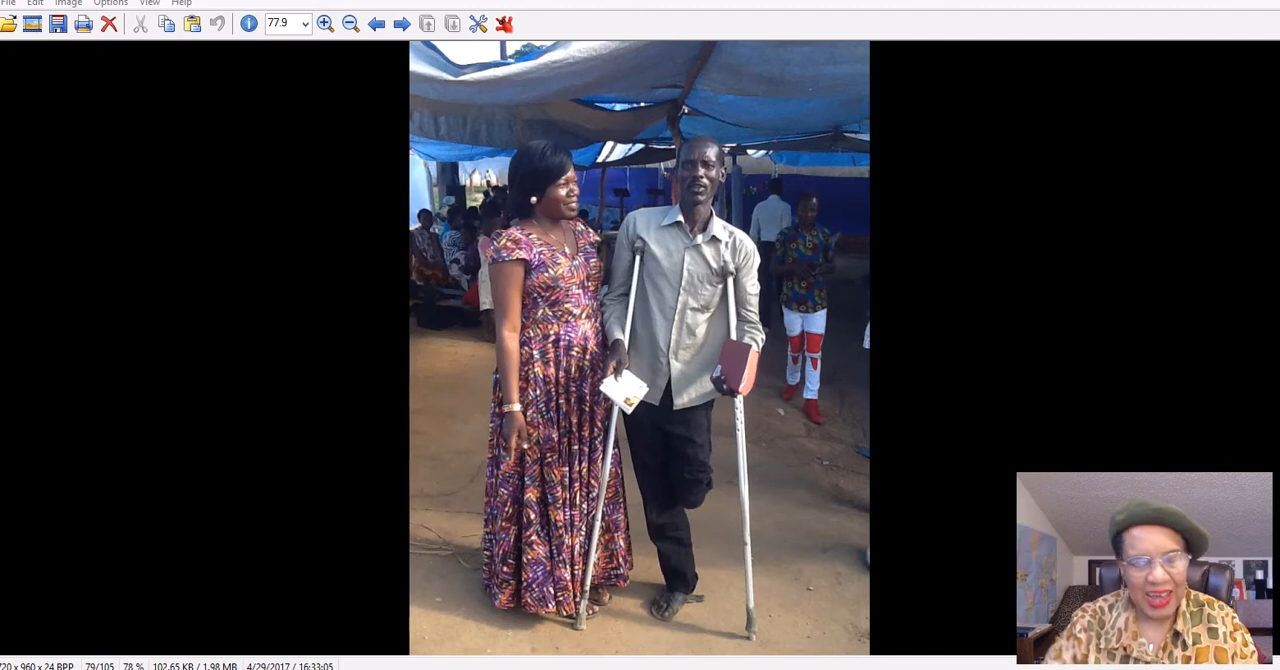 File Edit Image Options View Help
77.9
720 x 960 x 24 BPP 79/105 78 % 102.65 KB / 1.98 MB 4/29/2017 / 16:33:05